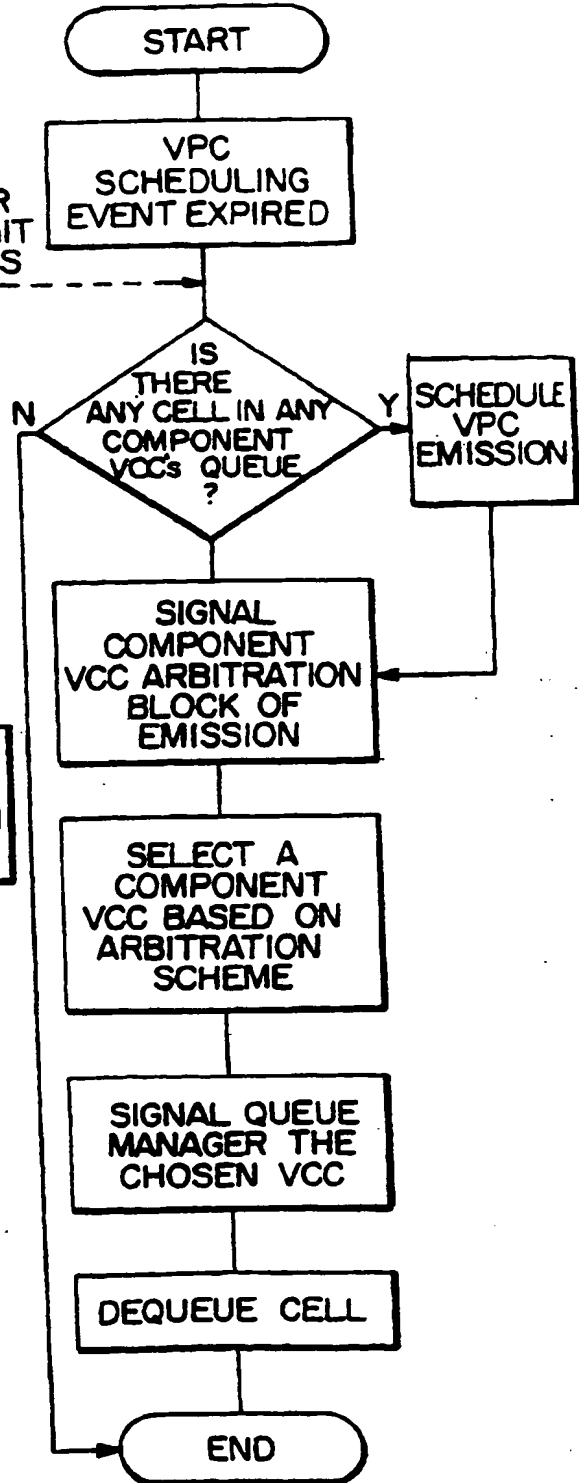 START
VPC
SCHEDULING
EVENT EXPIRED
IS
THERE
ANY CELL IN ANY
COMPONENT
VCC's QUEUE
?
N
Y
SCHEDULE
VPC
EMISSION
SIGNAL
COMPONENT
VCC ARBITRATION
BLOCK OF
EMISSION
SELECT A
COMPONENT
VCC BASED ON
ARBITRATION
SCHEME
SIGNAL QUEUE
MANAGER THE
CHOSEN VCC
DEQUEUE CELL
END